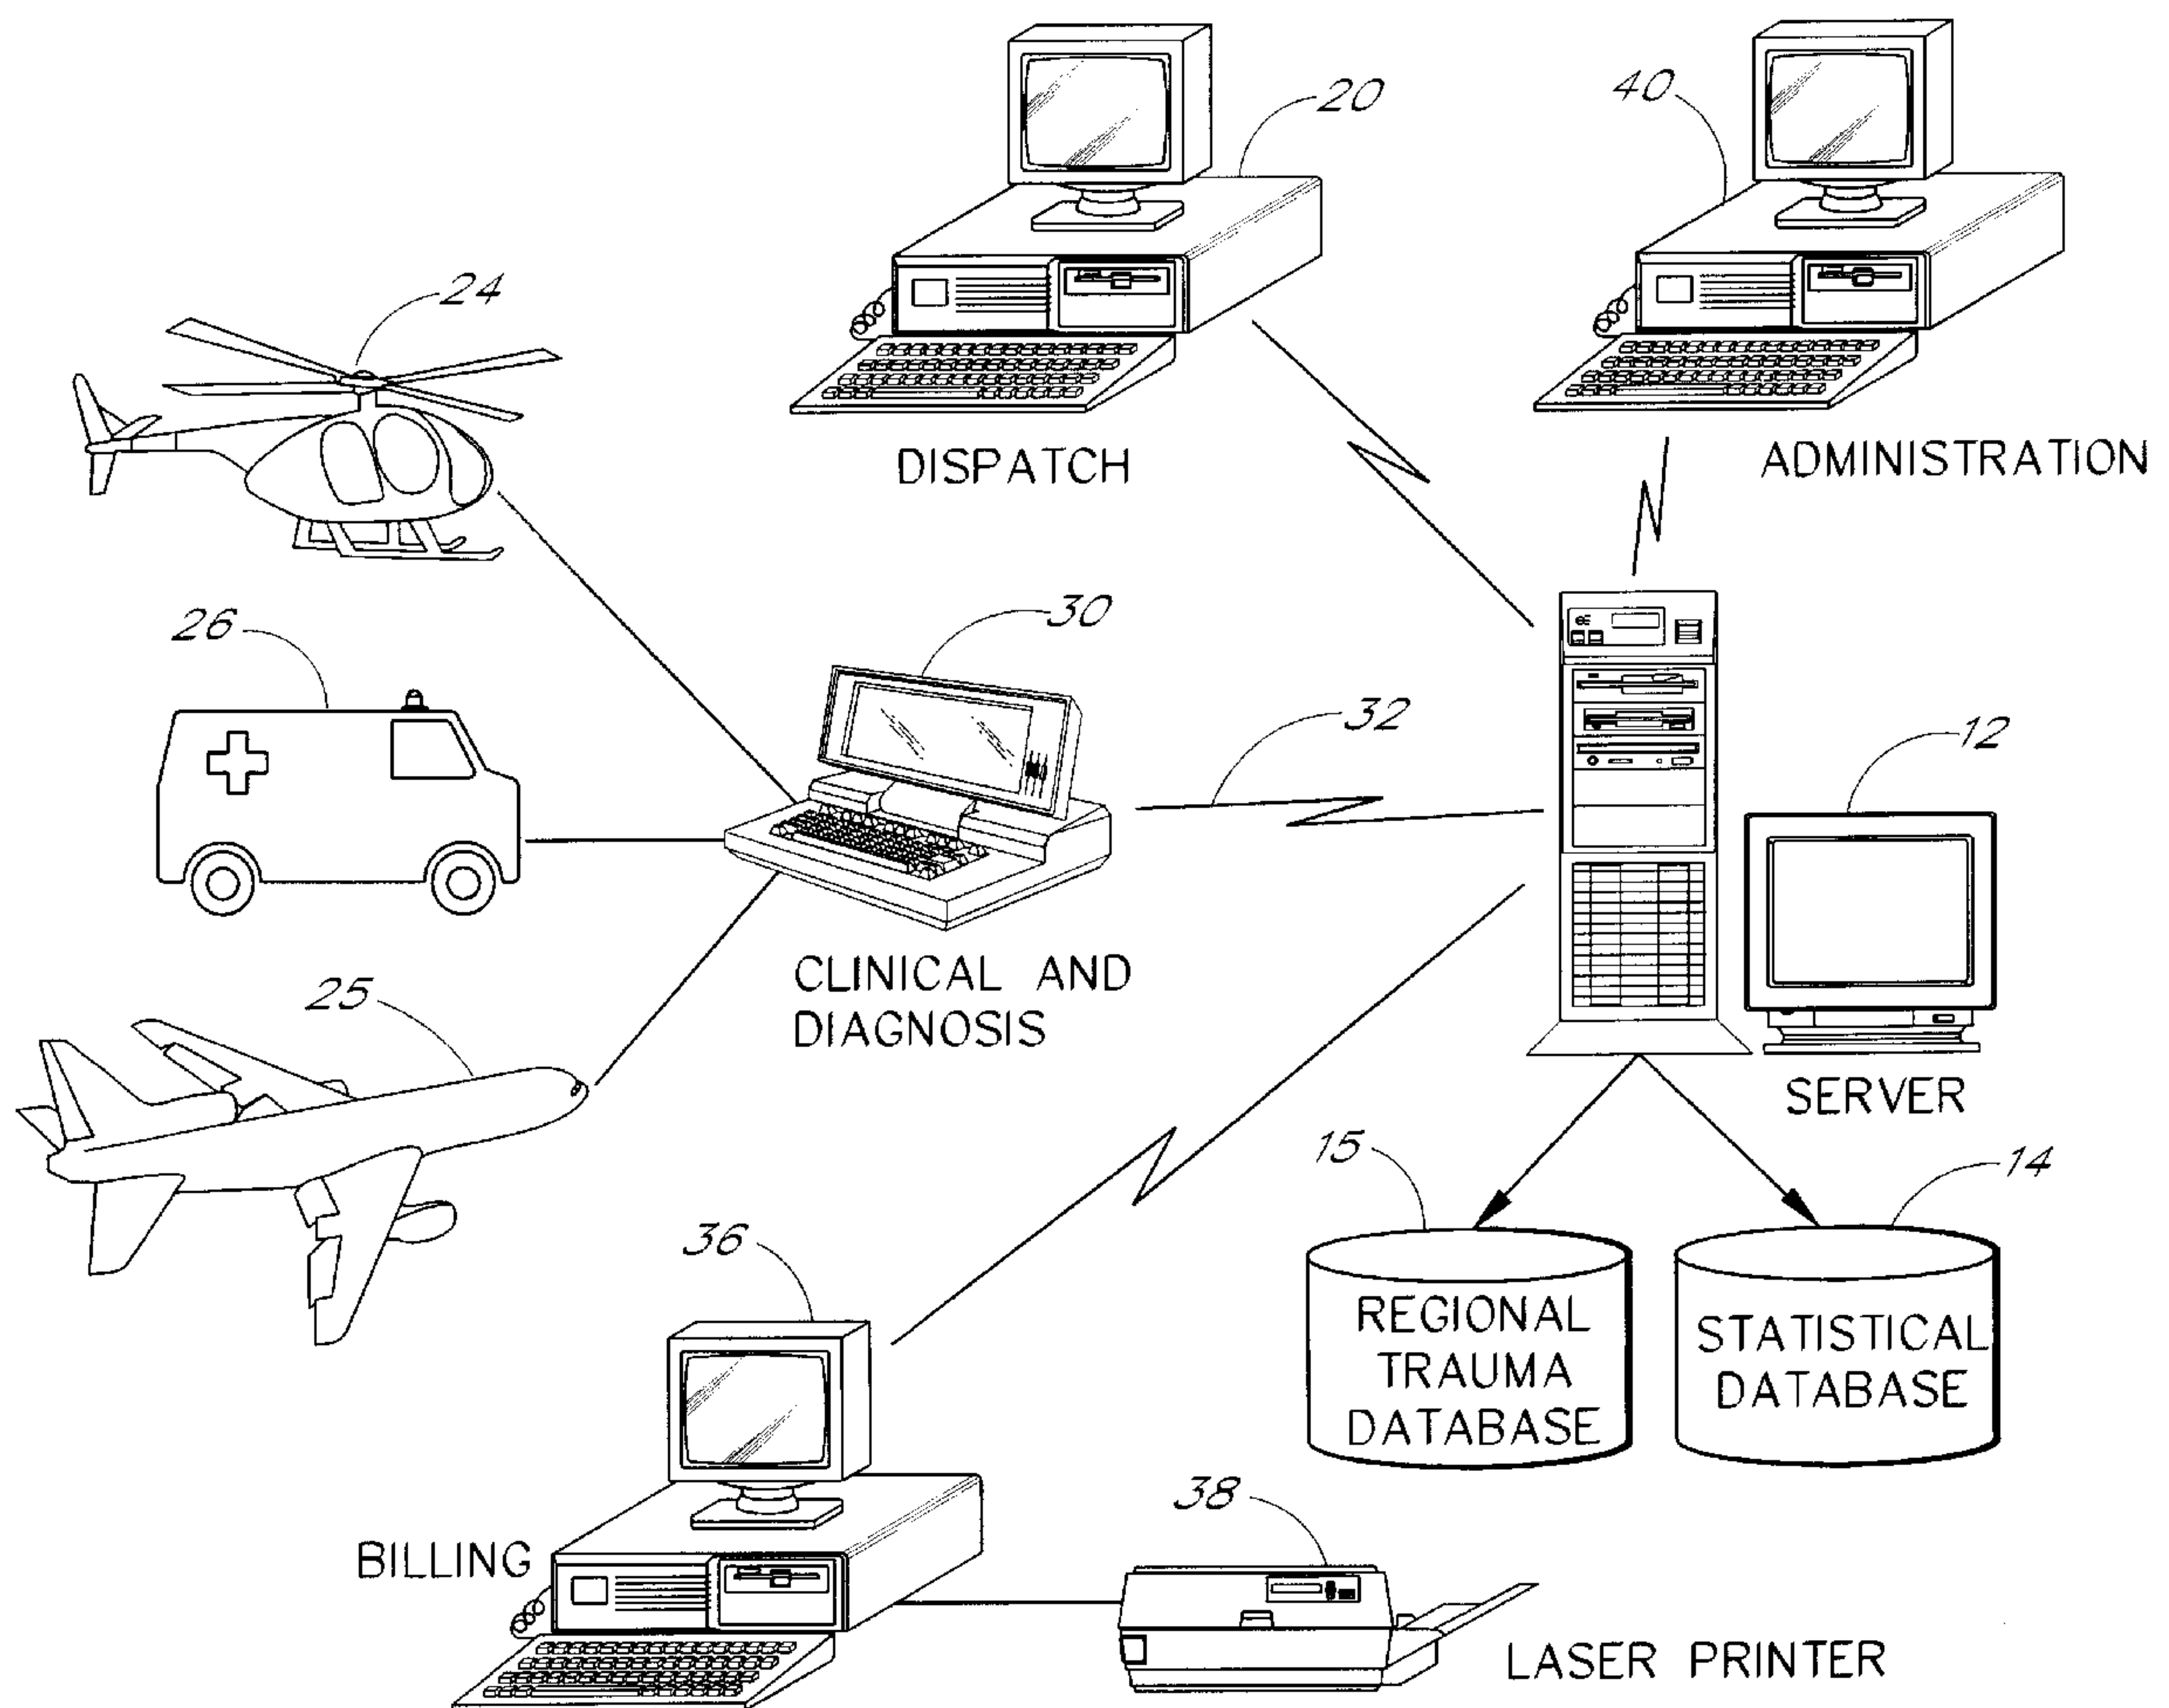 20
40
24
DISPATCH
ADMINISTRATION
26
30
32
12
CLINICAL AND
DIAGNOSIS
25
SERVER
15
14
36
REGIONAL
TRAUMA
DATABASE
STATISTICAL
DATABASE
38
BILLING
LASER PRINTER